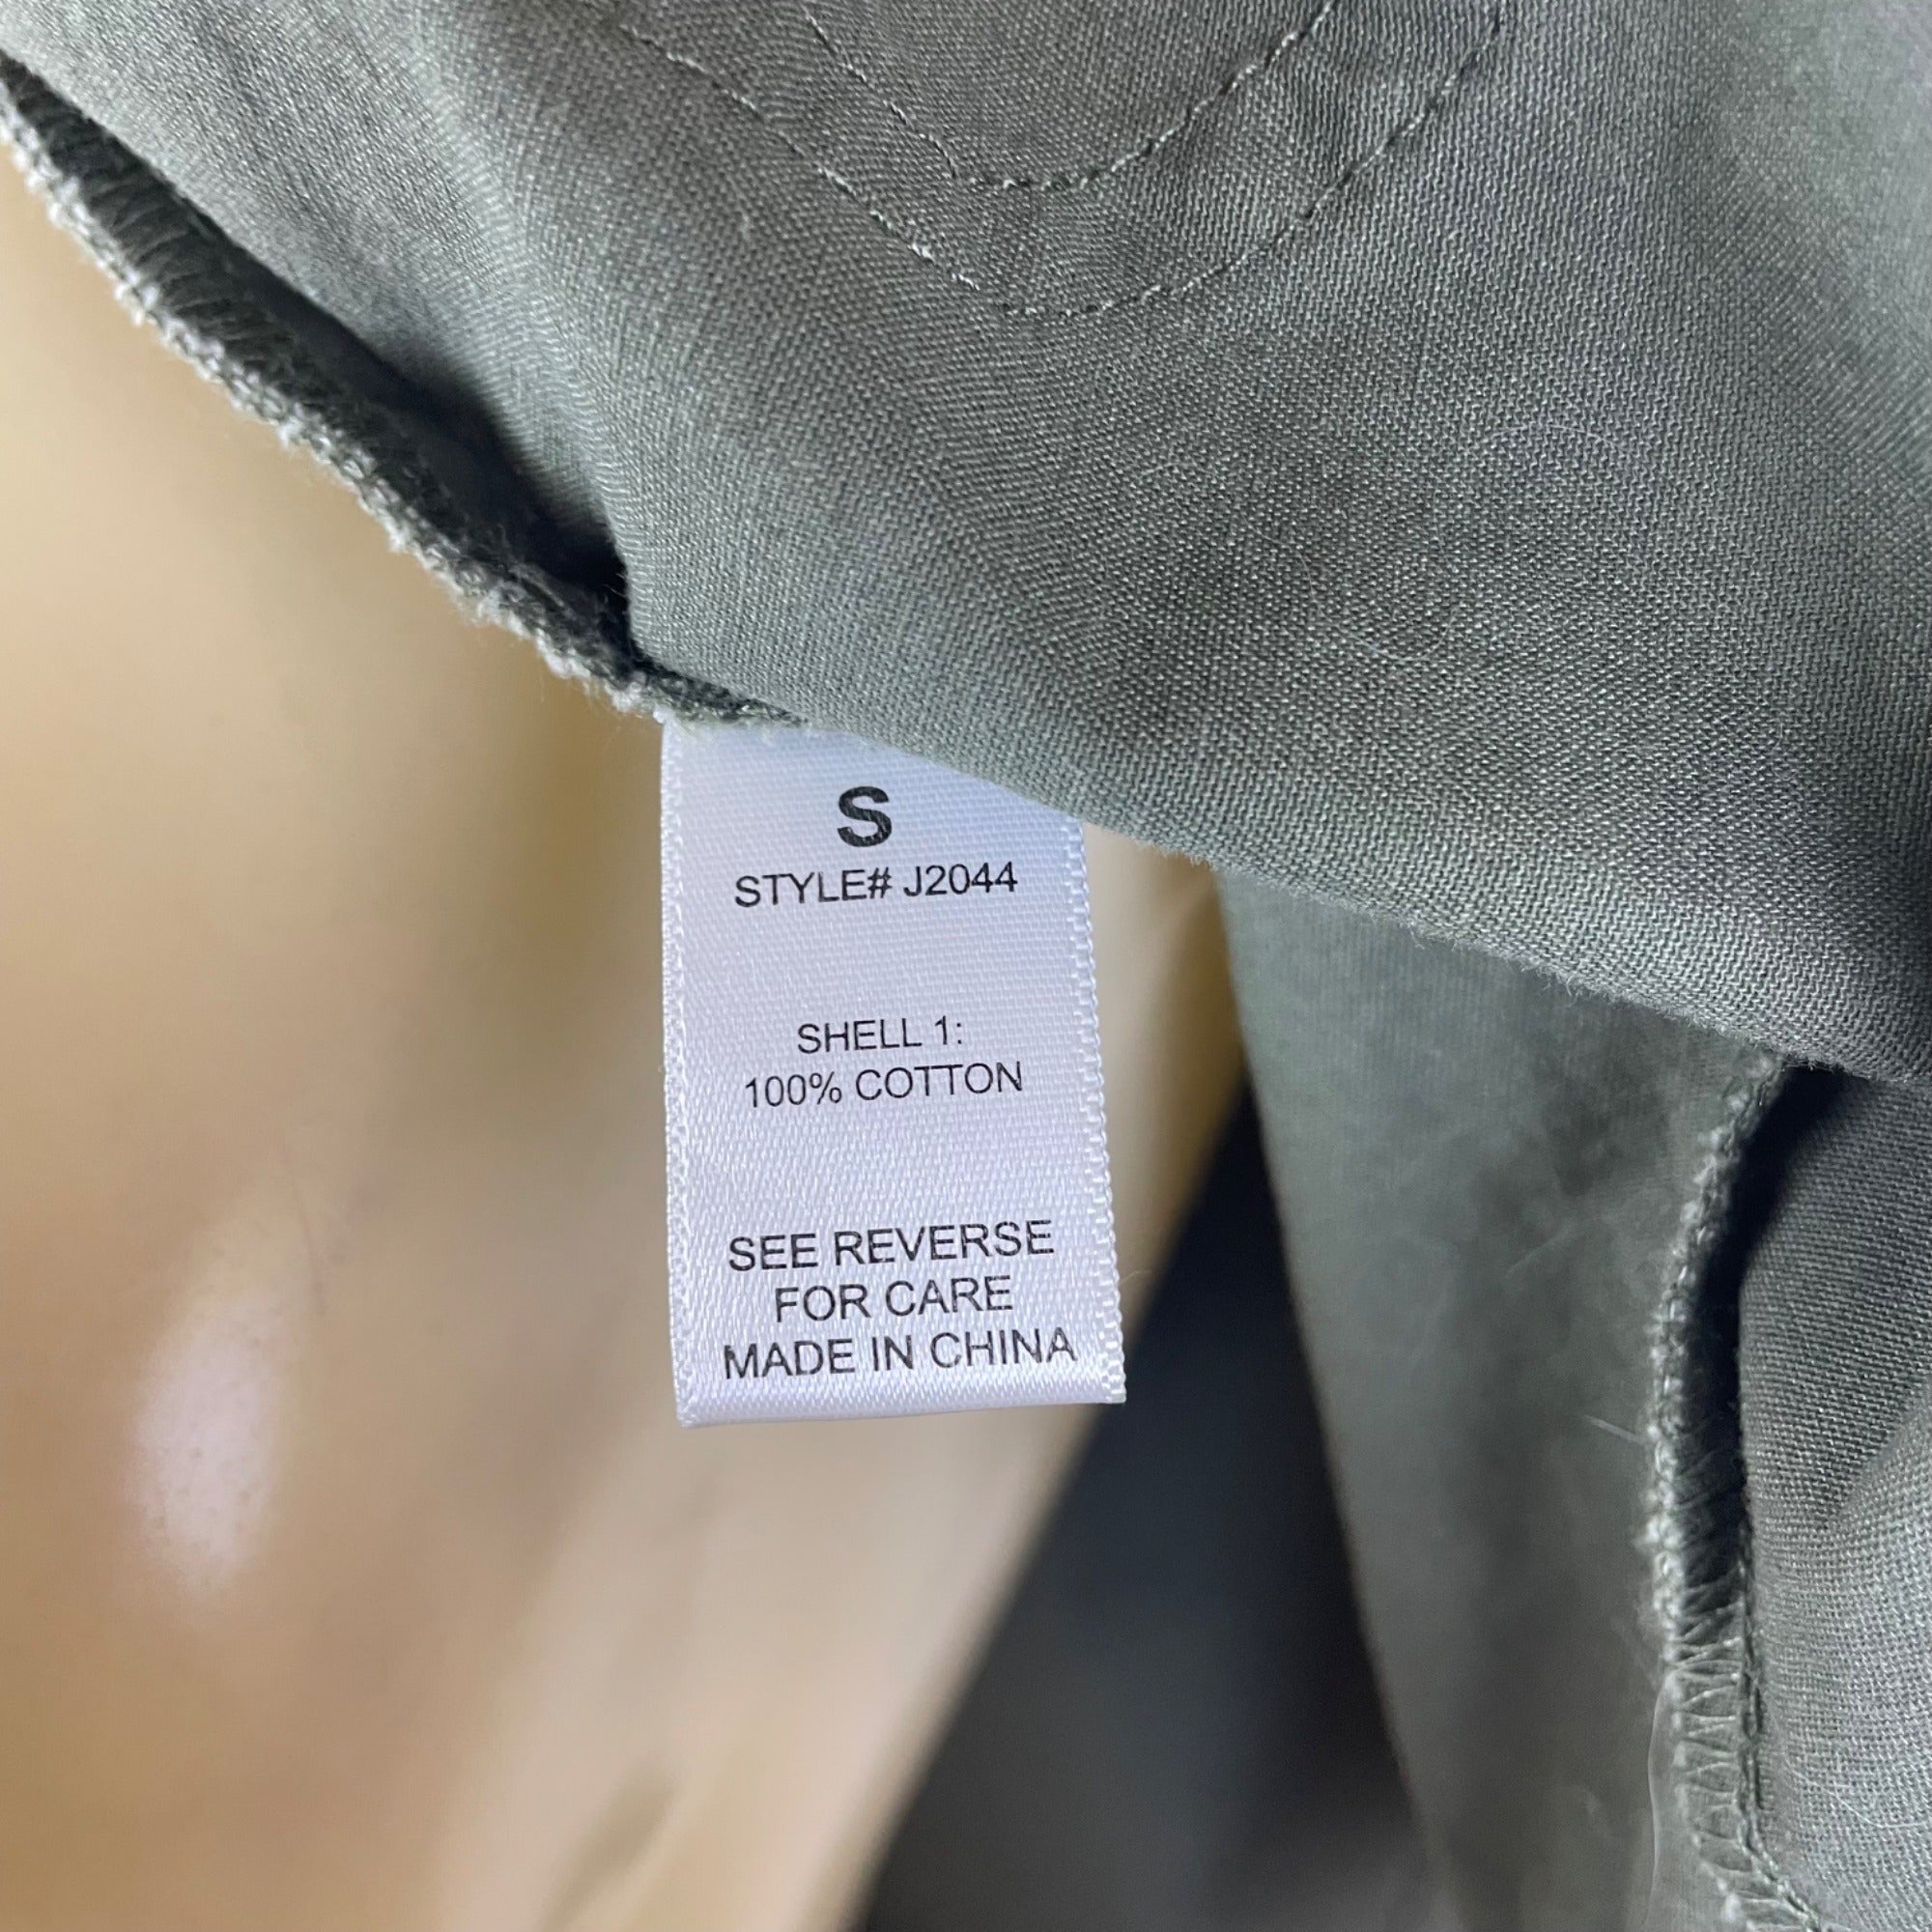 S
STYLE# J2044
SHELL 1:
100% COTTON
SEE REVERSE
FOR CARE
MADE IN CHINA